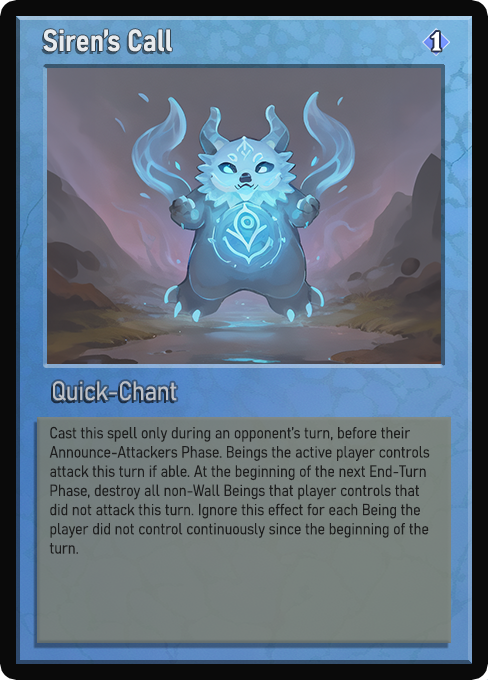 Siren's Call
1
Quick-Chant
Cast this spell only during an opponent's turn, before their
Announce-Attackers Phase. Beings the active player controls
attack this turn if able. At the beginning of the next End-Turn
Phase, destroy all non-Wall Beings that player controls that
did not attack this turn. Ignore this effect for each Being the
player did not control continuously since the beginning of the
turn.